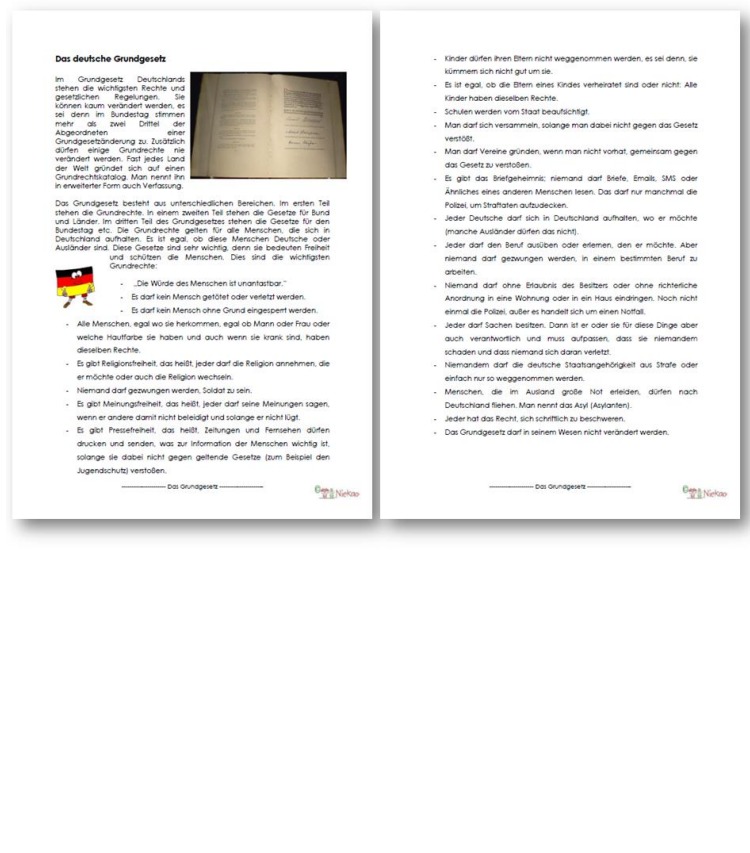 Das deutsche Grundgesetz
Im Grundgesetz Deutschlands
stehen die wichtigsten Rechte und
gesetzlichen Regelungen. Sie
können kaum verändert werden, es
sei denn im Bundestag stimmen
mehr als zwei Drittel der
Abgeordneten einer
Grundgesetzänderung zu. Zusätzlich
dürfen einige Grundrechte nie
verändert werden. Fast jedes Land
der Welt gründet sich auf einen
Grundrechtskatalog. Man nennt ihn
in erweiterter Form auch Verfassung.
Das Grundgesetz besteht aus unterschiedlichen Bereichen. Im ersten Teil
stehen die Grundrechte. In einem zweiten Teil stehen die Gesetze für Bund
und Länder. Im dritten Teil des Grundgesetzes stehen die Gesetze für den
Bundestag etc. Die Grundrechte gelten für alle Menschen, die sich in
Deutschland aufhalten. Es ist egal, ob diese Menschen Deutsche oder
Ausländer sind. Diese Gesetze sind sehr wichtig, denn sie bedeuten Freiheit
und schützen die Menschen. Dies sind die wichtigsten
Grundrechte:
- „Die Würde des Menschen ist unantastbar."
- Es darf kein Mensch getötet oder verletzt werden.
- Es darf kein Mensch ohne Grund eingesperrt werden.
- Alle Menschen, egal wo sie herkommen, egal ob Mann oder Frau oder
welche Hautfarbe sie haben und auch wenn sie krank sind, haben
dieselben Rechte.
- Es gibt Religionsfreiheit, das heißt, jeder darf die Religion annehmen, die
er möchte oder auch die Religion wechseln.
- Niemand darf gezwungen werden, Soldat zu sein.
- Es gibt Meinungsfreiheit, das heißt, jeder darf seine Meinungen sagen,
wenn er andere damit nicht beleidigt und solange er nicht lügt.
- Es gibt Pressefreiheit, das heißt, Zeitungen und Fernsehen dürfen
drucken und senden, was zur Information der Menschen wichtig ist,
solange sie dabei nicht gegen geltende Gesetze (zum Beispiel den
Jugendschutz) verstoßen.
-------------------- Das Grundgesetz --------------------
Niekao
- Kinder dürfen ihren Eltern nicht weggenommen werden, es sei denn, sie
kümmern sich nicht gut um sie.
- Es ist egal, ob die Eltern eines Kindes verheiratet sind oder nicht: Alle
Kinder haben dieselben Rechte.
- Schulen werden vom Staat beaufsichtigt.
- Man darf sich versammeln, solange man dabei nicht gegen das Gesetz
verstößt.
- Man darf Vereine gründen, wenn man nicht vorhat, gemeinsam gegen
das Gesetz zu verstoßen.
- Es gibt das Briefgeheimnis; niemand darf Briefe, Emails, SMS oder
Ähnliches eines anderen Menschen lesen. Das darf nur manchmal die
Polizei, um Straftaten aufzudecken.
- Jeder Deutsche darf sich in Deutschland aufhalten, wo er möchte
(manche Ausländer dürfen das nicht).
- Jeder darf den Beruf ausüben oder erlernen, den er möchte. Aber
niemand darf gezwungen werden, in einem bestimmten Beruf zu
arbeiten.
- Niemand darf ohne Erlaubnis des Besitzers oder ohne richterliche
Anordnung in eine Wohnung oder in ein Haus eindringen. Noch nicht
einmal die Polizei, außer es handelt sich um einen Notfall.
- Jeder darf Sachen besitzen. Dann ist er oder sie für diese Dinge aber
auch verantwortlich und muss aufpassen, dass sie niemandem
schaden und dass niemand sich daran verletzt.
- Niemandem darf die deutsche Staatsangehörigkeit aus Strafe oder
einfach nur so weggenommen werden.
- Menschen, die im Ausland große Not erleiden, dürfen nach
Deutschland fliehen. Man nennt das Asyl (Asylanten).
- Jeder hat das Recht, sich schriftlich zu beschweren.
- Das Grundgesetz darf in seinem Wesen nicht verändert werden.
-------------------- Das Grundgesetz --------------------
Niekao